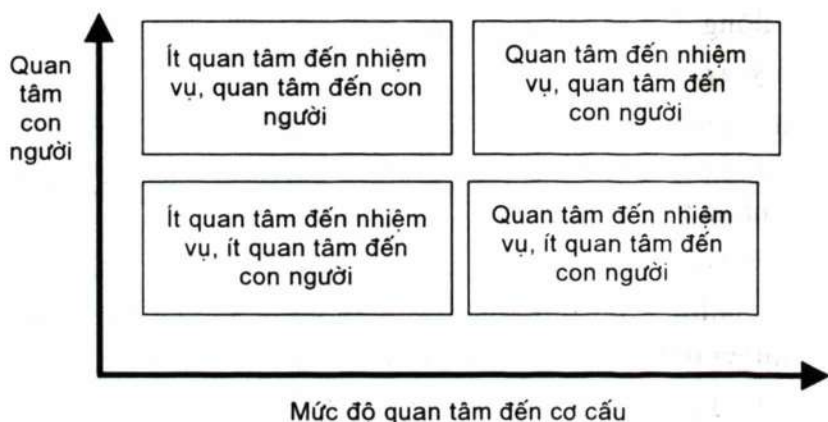 Quan
tâm
con
người
Ít quan tâm đến nhiệm
vụ, quan tâm đến con
người
Quan tâm đến nhiệm
vụ, quan tâm đến
con người
Ít quan tâm đến nhiệm
vụ, ít quan tâm đến
con người
Quan tâm đến nhiệm
vụ, ít quan tâm đến
con người
Mức độ quan tâm đến cơ cấu